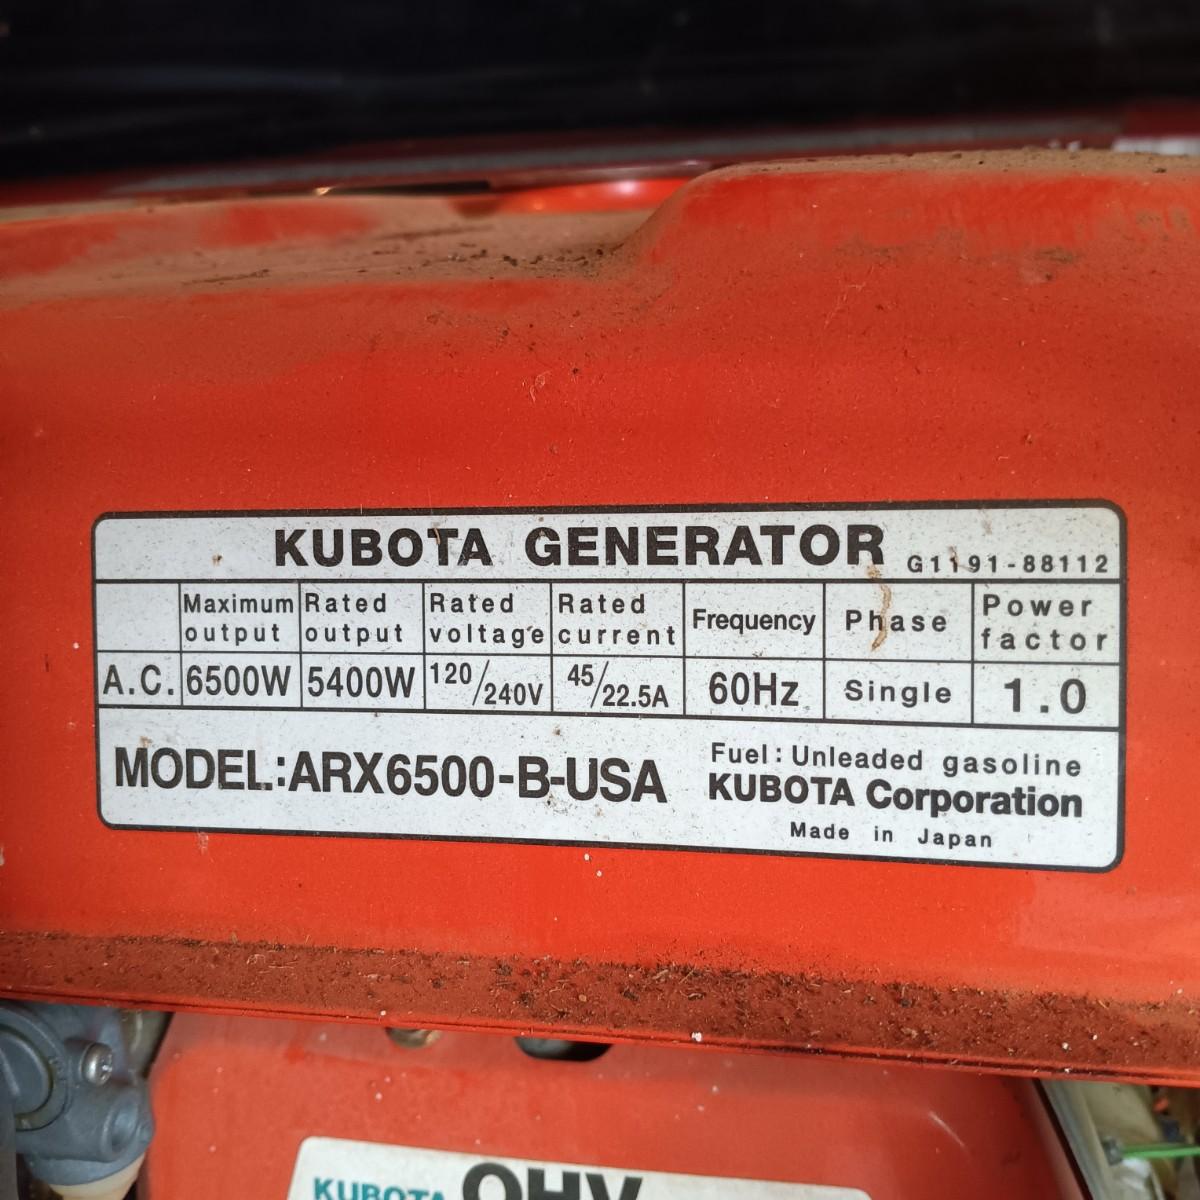 KUBOTA GENERATOR G1191-88112
Maximum output Rated output Rated voltage Rated current Frequency Phase Power factor
A.C. 6500W 5400W 120/240V 45/22.5A 60Hz Single 1.0
MODEL:ARX6500-B-USA
Fuel: Unleaded gasoline
KUBOTA Corporation
Made in Japan
KUBOTA OHV